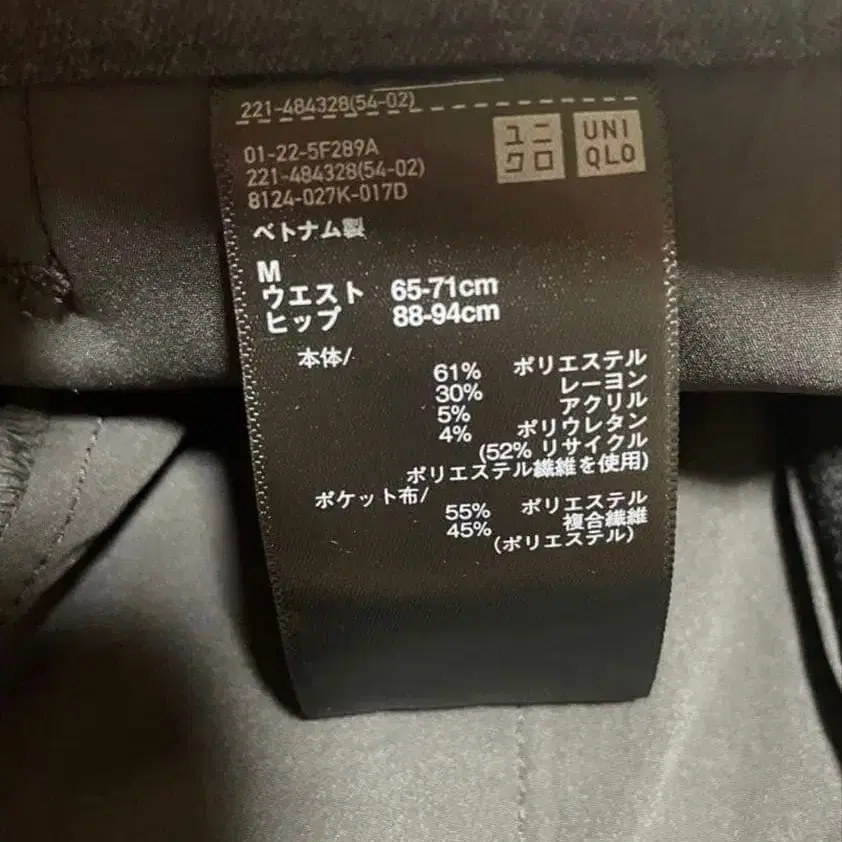 221-484328(54-02)
ユニ
クロ
UNI
QLO
01-22-5F289A
221-484328(54-02)
8124-027K-017D
ベトナム製
M
ウエスト 65-71cm
ヒップ 88-94cm
本体/
61% ポリエステル
30% レーヨン
5% アクリル
4% ポリウレタン
(52% リサイクル
ポリエステル繊維を使用)
ポケット布/
55% ポリエステル
45% 複合繊維
(ポリエステル)